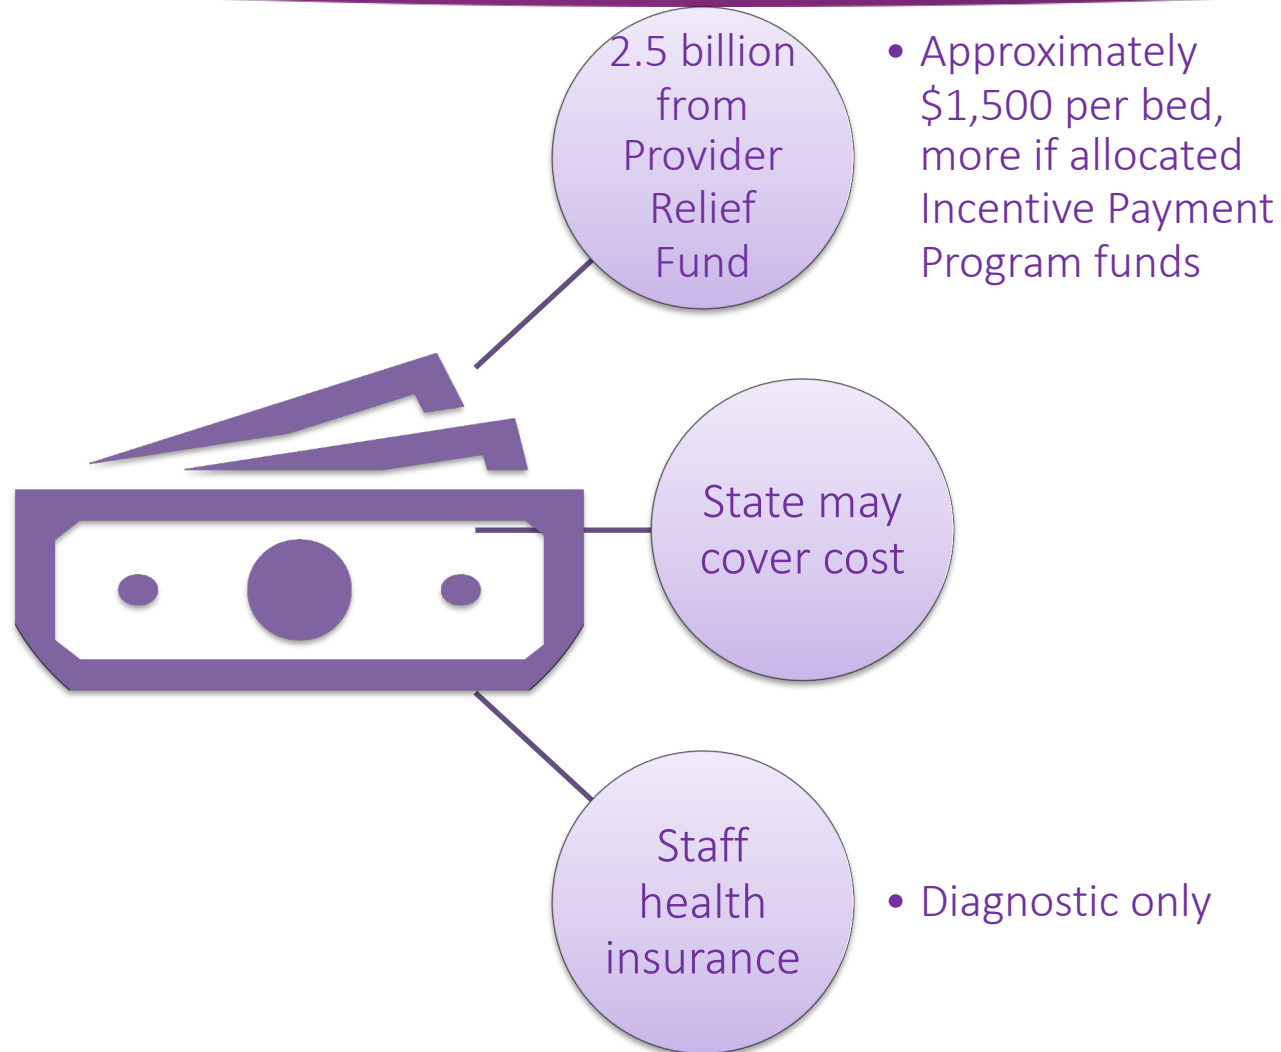 2.5 billion
from
Provider
Relief
Fund
• Approximately
$1,500 per bed,
more if allocated
Incentive Payment
Program funds
State may
cover cost
Staff
health
insurance
• Diagnostic only